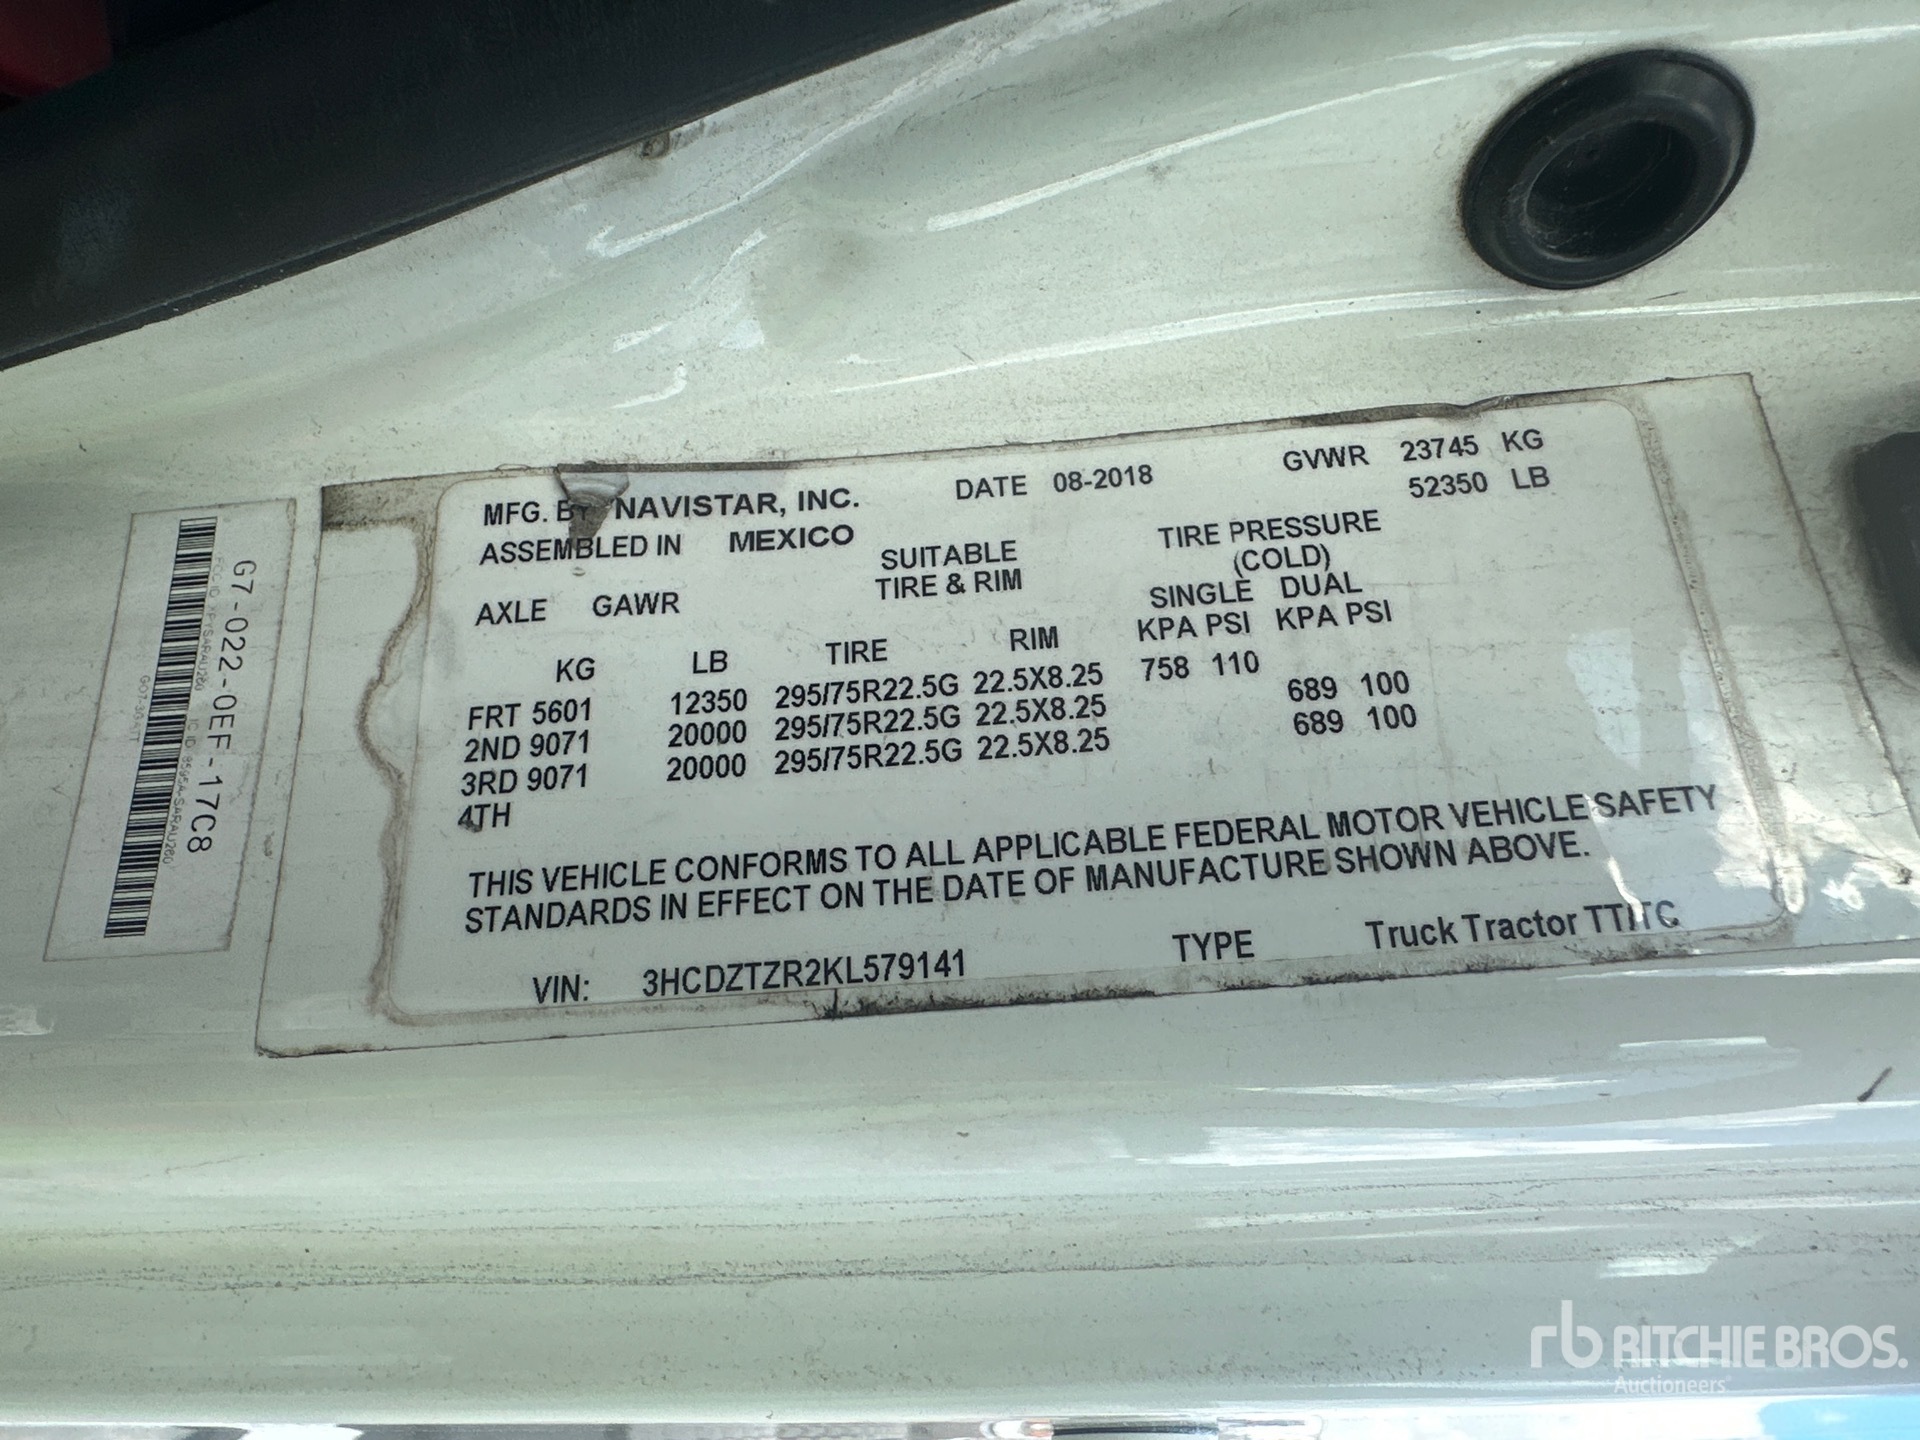 MFG. BY NAVISTAR, INC. DATE 08-2018 GVWR 23745 KG
52350 LB
ASSEMBLED IN MEXICO
SUITABLE TIRE & RIM
TIRE PRESSURE (COLD)
AXLE GAWR
SINGLE DUAL
KPA PSI KPA PSI
KG LB TIRE RIM
FRT 5601 12350 295/75R22.5G 22.5X8.25 758 110
2ND 9071 20000 295/75R22.5G 22.5X8.25 689 100
3RD 9071 20000 295/75R22.5G 22.5X8.25 689 100
4TH
THIS VEHICLE CONFORMS TO ALL APPLICABLE FEDERAL MOTOR VEHICLE SAFETY
STANDARDS IN EFFECT ON THE DATE OF MANUFACTURE SHOWN ABOVE.
VIN: 3HCDZTZR2KL579141 TYPE Truck Tractor TT/TC
G7-022-0EF-17C8
rb RITCHIE BROS.
Auctioneers